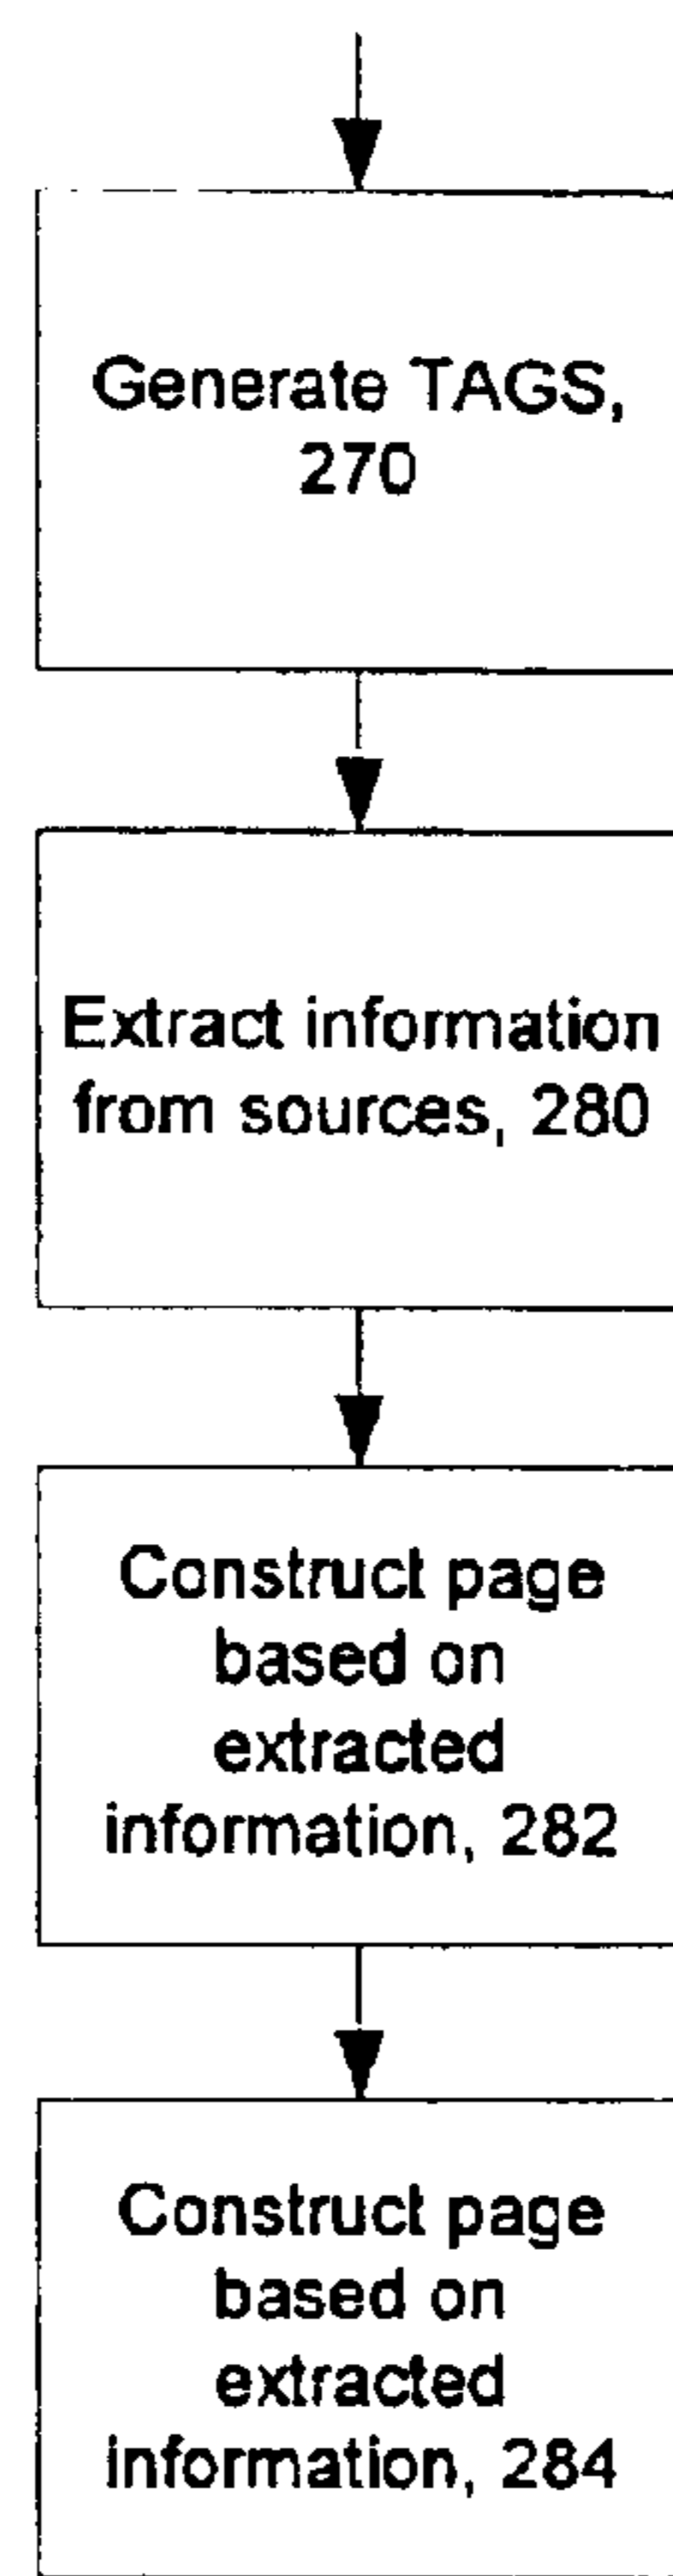 Generate TAGS,
270
Extract information
from sources, 280
Construct page
based on
extracted
information, 282
Construct page
based on
extracted
information, 284